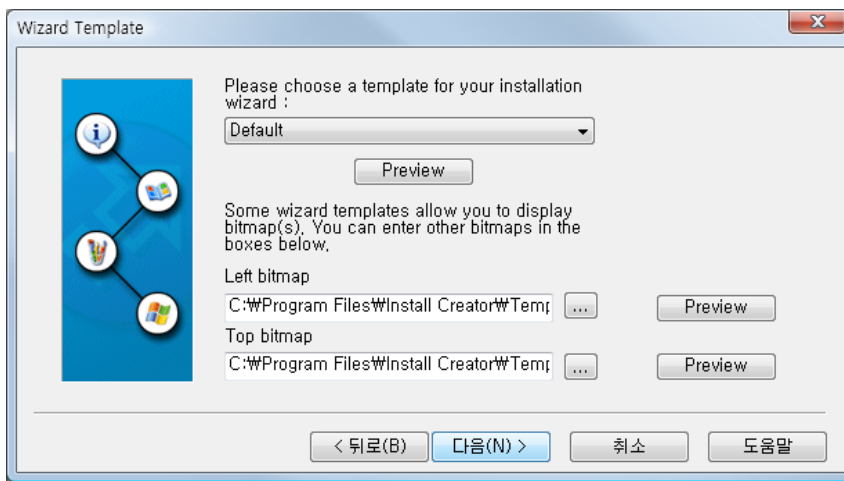 Wizard Template
Please choose a template for your installation
wizard :
Default
Preview
Some wizard templates allow you to display
bitmap(s), You can enter other bitmaps in the
boxes below,
Left bitmap
C:₩Program Files₩Install Creator₩Temp
...
Preview
Top bitmap
C:₩Program Files₩Install Creator₩Temp
...
Preview
< 뒤로(B)
다음(N) >
취소
도움말